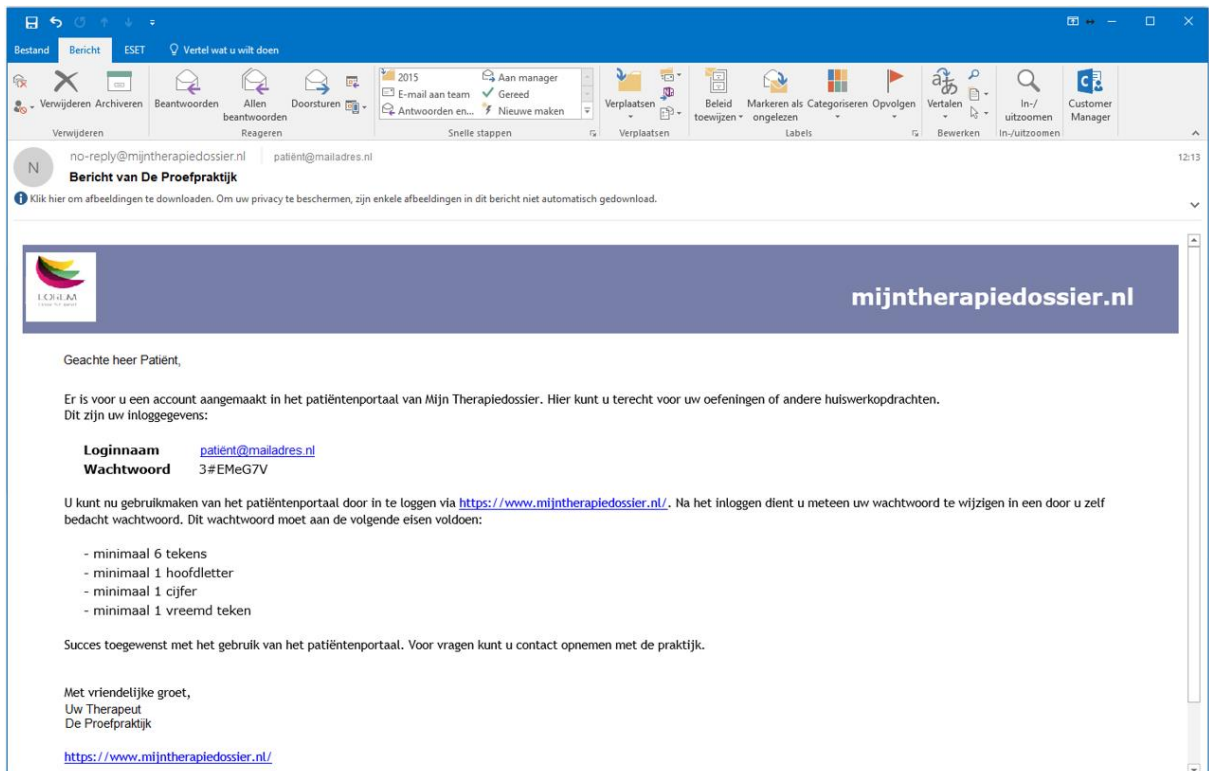 Bestand Bericht ESET Vertel wat u wilt doen
Verwijderen Archiveren
Beantwoorden Allen beantwoorden Doorsturen
2015 Aan manager
E-mail aan team Gereed
Antwoorden en... Nieuwe maken
Verplaatsen
Beleid toewijzen Markeren als ongelezen Categoriseren Opvolgen
Vertalen
In-/ uitzoomen
Customer Manager
Verwijderen Reageren Snelle stappen Verplaatsen Labels Bewerken In-/uitzoomen
N
no-reply@mijntherapiedossier.nl patiënt@mailadres.nl 12:13
Bericht van De Proefpraktijk
Klik hier om afbeeldingen te downloaden. Om uw privacy te beschermen, zijn enkele afbeeldingen in dit bericht niet automatisch gedownload.
mijntherapiedossier.nl
Geachte heer Patiënt,
Er is voor u een account aangemaakt in het patiëntenportaal van Mijn Therapiedossier. Hier kunt u terecht voor uw oefeningen of andere huiswerkopdrachten.
Dit zijn uw inloggegevens:
Loginnaam patiënt@mailadres.nl
Wachtwoord 3#EMeG7V
U kunt nu gebruikmaken van het patiëntenportaal door in te loggen via https://www.mijntherapiedossier.nl/. Na het inloggen dient u meteen uw wachtwoord te wijzigen in een door u zelf
bedacht wachtwoord. Dit wachtwoord moet aan de volgende eisen voldoen:
- minimaal 6 tekens
- minimaal 1 hoofdletter
- minimaal 1 cijfer
- minimaal 1 vreemd teken
Succes toegewenst met het gebruik van het patiëntenportaal. Voor vragen kunt u contact opnemen met de praktijk.
Met vriendelijke groet,
Uw Therapeut
De Proefpraktijk
https://www.mijntherapiedossier.nl/